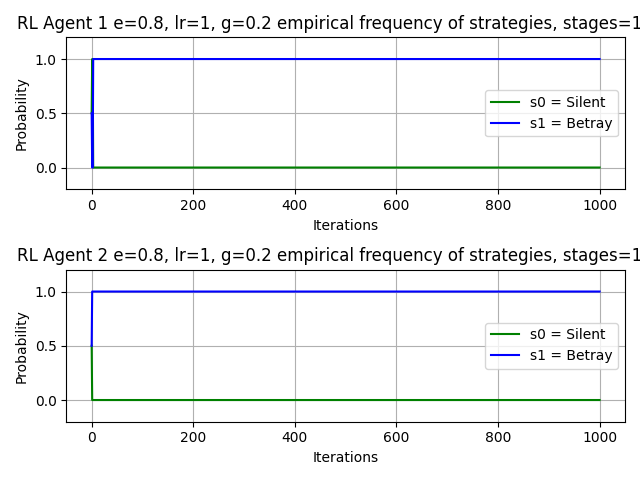 RL Agent 1 e=0.8, lr=1, g=0.2 empirical frequency of strategies, stages=1
1.0
0.5
0.0
Probability
s0 = Silent
s1 = Betray
0 200 400 600 800 1000
Iterations
RL Agent 2 e=0.8, lr=1, g=0.2 empirical frequency of strategies, stages=1
1.0
0.5
0.0
Probability
s0 = Silent
s1 = Betray
0 200 400 600 800 1000
Iterations